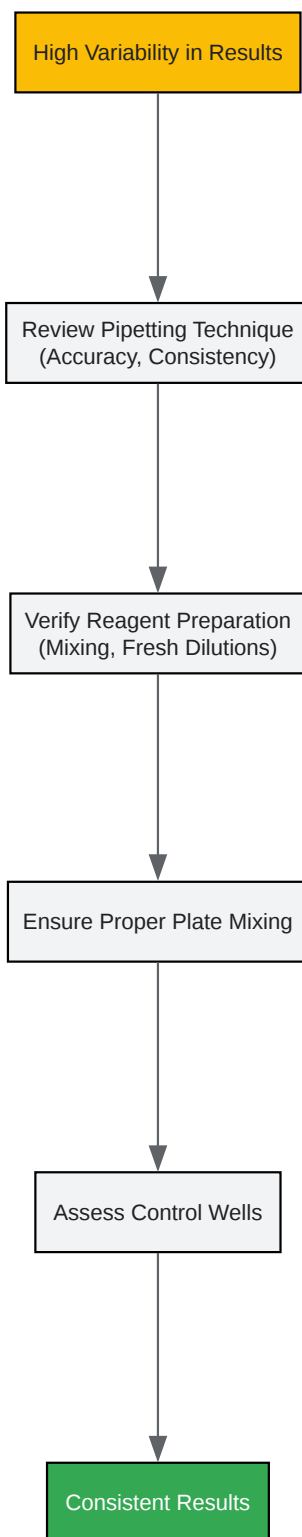 High Variability in Results
Review Pipetting Technique
(Accuracy, Consistency)
Verify Reagent Preparation
(Mixing, Fresh Dilutions)
Ensure Proper Plate Mixing
Assess Control Wells
Consistent Results